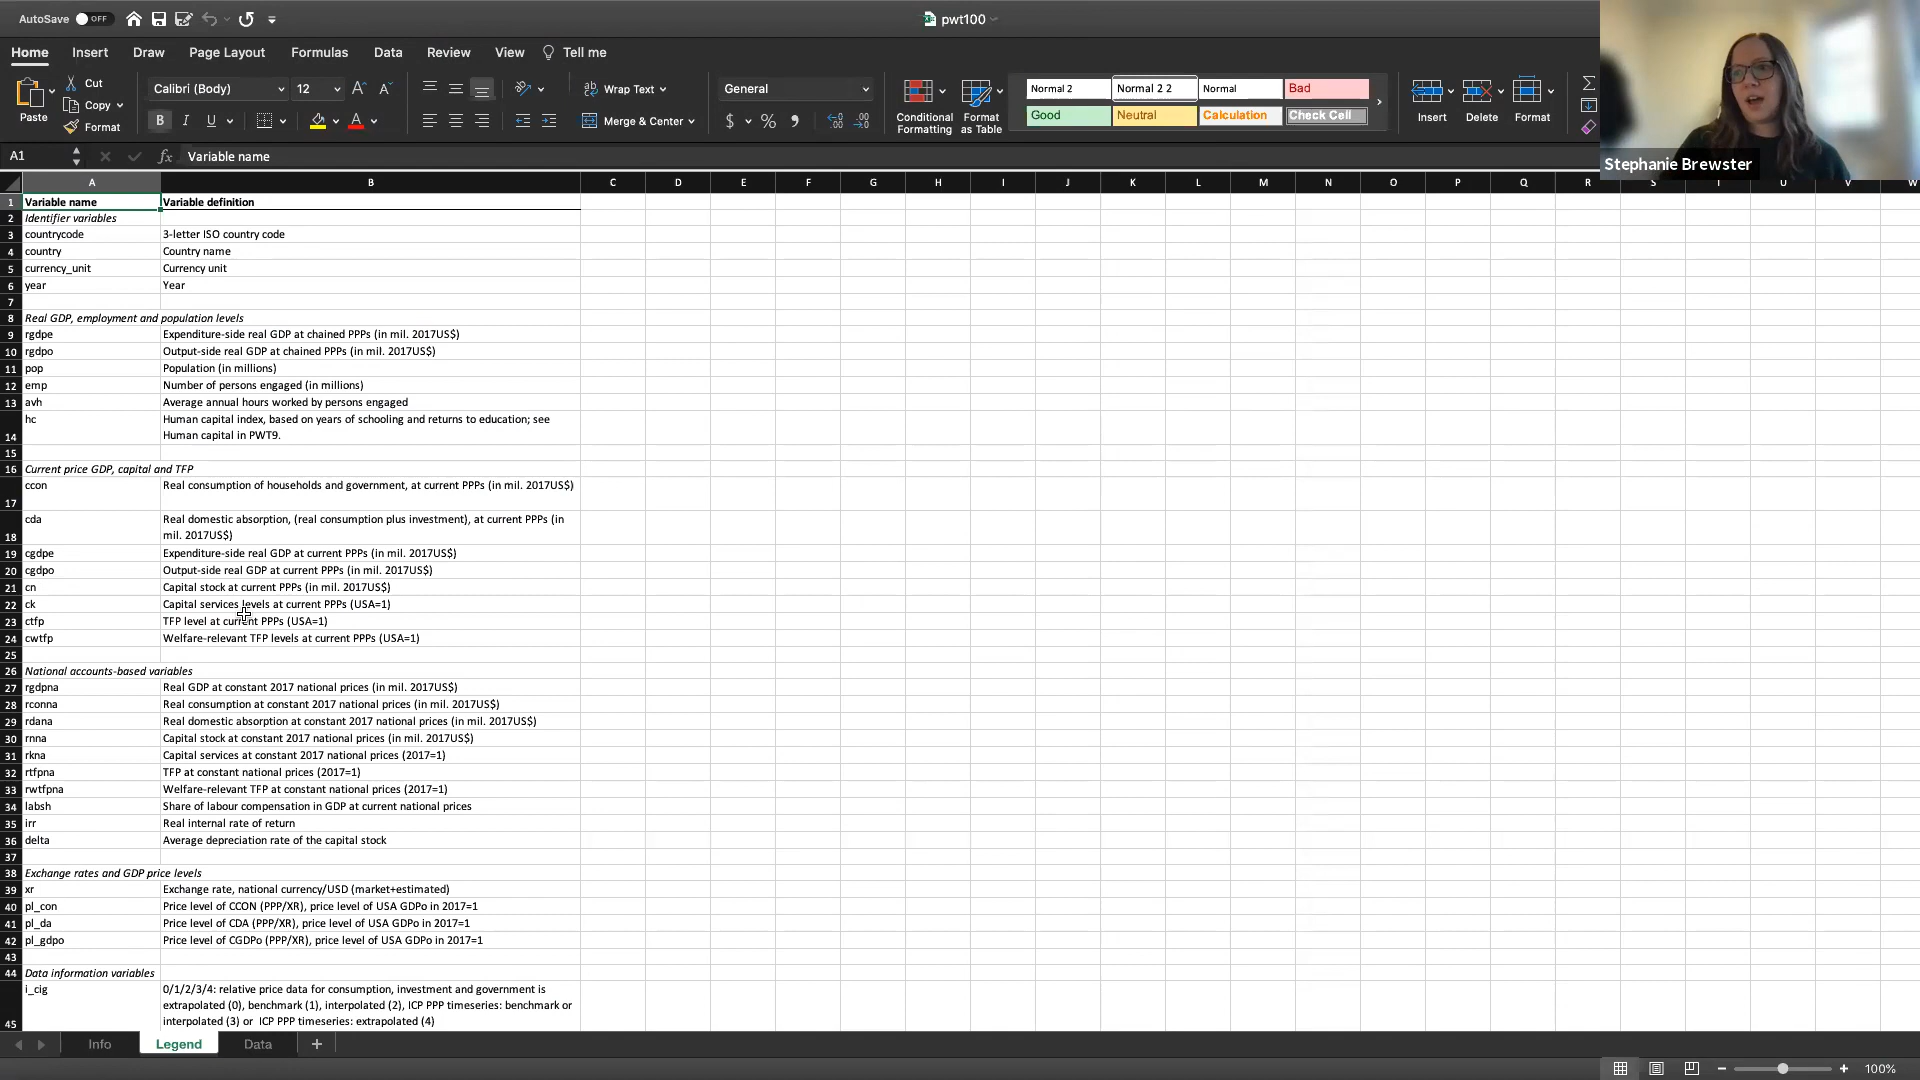 AutoSave OFF
pwt100
Home Insert Draw Page Layout Formulas Data Review View Tell me
Paste
Cut
Copy
Format
Calibri (Body) 12
A A
B I U A
Wrap Text
Merge & Center
General
$ % 9
Conditional Formatting
Format as Table
Normal 2 Normal 2 2 Normal Bad
Good Neutral Calculation Check Cell
Insert Delete Format
Stephanie Brewster
A1 fx Variable name
A B C D E F G H I J K L M N O P Q R S T U V W
1 Variable name Variable definition
2 Identifier variables
3 countrycode 3-letter ISO country code
4 country Country name
5 currency_unit Currency unit
6 year Year
7
8 Real GDP, employment and population levels
9 rgdpe Expenditure-side real GDP at chained PPPs (in mil. 2017US$)
10 rgdpo Output-side real GDP at chained PPPs (in mil. 2017US$)
11 pop Population (in millions)
12 emp Number of persons engaged (in millions)
13 avh Average annual hours worked by persons engaged
hc Human capital index, based on years of schooling and returns to education; see
14 Human capital in PWT9.
15
16 Current price GDP, capital and TFP
ccon Real consumption of households and government, at current PPPs (in mil. 2017US$)
17
cda Real domestic absorption, (real consumption plus investment), at current PPPs (in
18 mil. 2017US$)
19 cgdpe Expenditure-side real GDP at current PPPs (in mil. 2017US$)
20 cgdpo Output-side real GDP at current PPPs (in mil. 2017US$)
21 cn Capital stock at current PPPs (in mil. 2017US$)
22 ck Capital services levels at current PPPs (USA=1)
23 ctfp TFP level at current PPPs (USA=1)
24 cwtfp Welfare-relevant TFP levels at current PPPs (USA=1)
25
26 National accounts-based variables
27 rgdpna Real GDP at constant 2017 national prices (in mil. 2017US$)
28 rconna Real consumption at constant 2017 national prices (in mil. 2017US$)
29 rdana Real domestic absorption at constant 2017 national prices (in mil. 2017US$)
30 rnna Capital stock at constant 2017 national prices (in mil. 2017US$)
31 rkna Capital services at constant 2017 national prices (2017=1)
32 rtfpna TFP at constant national prices (2017=1)
33 rwtfpna Welfare-relevant TFP at constant national prices (2017=1)
34 labsh Share of labour compensation in GDP at current national prices
35 irr Real internal rate of return
36 delta Average depreciation rate of the capital stock
37
38 Exchange rates and GDP price levels
39 xr Exchange rate, national currency/USD (market+estimated)
40 pl_con Price level of CCON (PPP/XR), price level of USA GDPo in 2017=1
41 pl_da Price level of CDA (PPP/XR), price level of USA GDPo in 2017=1
42 pl_gdpo Price level of CGDPo (PPP/XR), price level of USA GDPo in 2017=1
43
44 Data information variables
i_cig 0/1/2/3/4: relative price data for consumption, investment and government is
extrapolated (0), benchmark (1), interpolated (2), ICP PPP timeseries: benchmark or
45 interpolated (3) or ICP PPP timeseries: extrapolated (4)
Info Legend Data +
100%